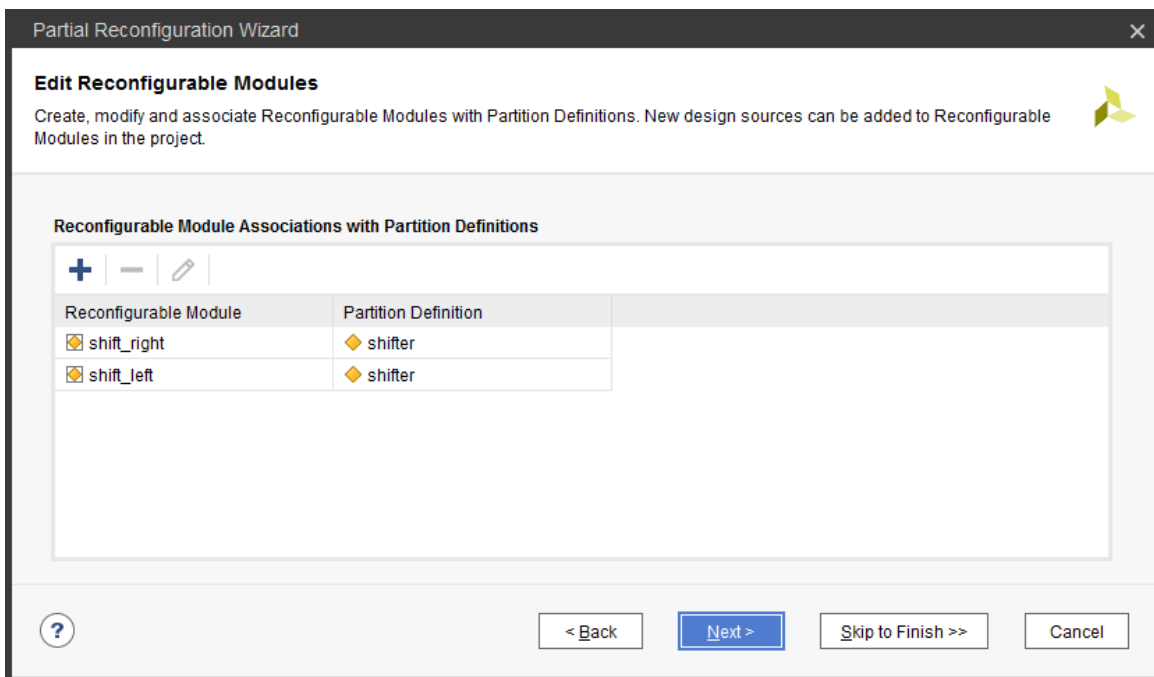 Partial Reconfiguration Wizard
Edit Reconfigurable Modules
Create, modify and associate Reconfigurable Modules with Partition Definitions. New design sources can be added to Reconfigurable
Modules in the project.
Reconfigurable Module Associations with Partition Definitions
Reconfigurable Module Partition Definition
shift_right shifter
shift_left shifter
? < Back Next > Skip to Finish >> Cancel